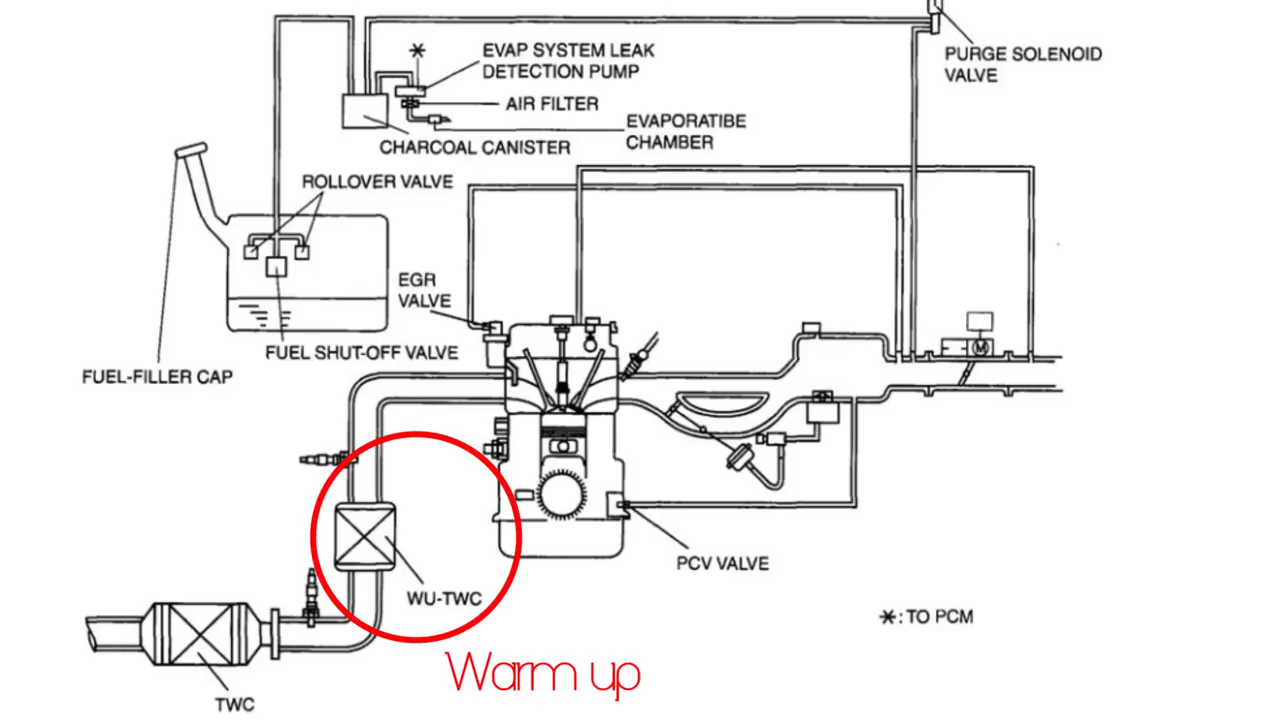 PURGE SOLENOID
VALVE
*
EVAP SYSTEM LEAK
DETECTION PUMP
AIR FILTER
EVAPORATIBE
CHAMBER
CHARCOAL CANISTER
ROLLOVER VALVE
EGR
VALVE
FUEL SHUT-OFF VALVE
FUEL-FILLER CAP
M
PCV VALVE
WU-TWC
*: TO PCM
Warm up
TWC